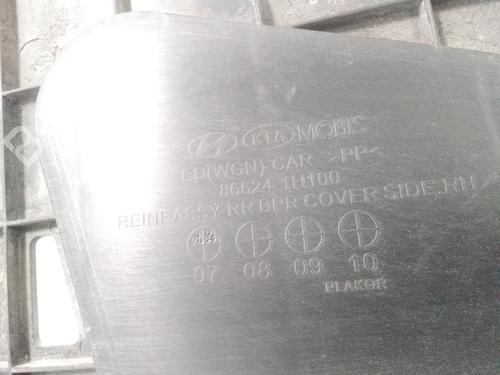 KIA MOBIS
ED(WGN)-CAR >PP<
86624-1H100
REINF ASSY-RR BPR COVER SIDE,RH
07 08 09 10
PLAKOR
B